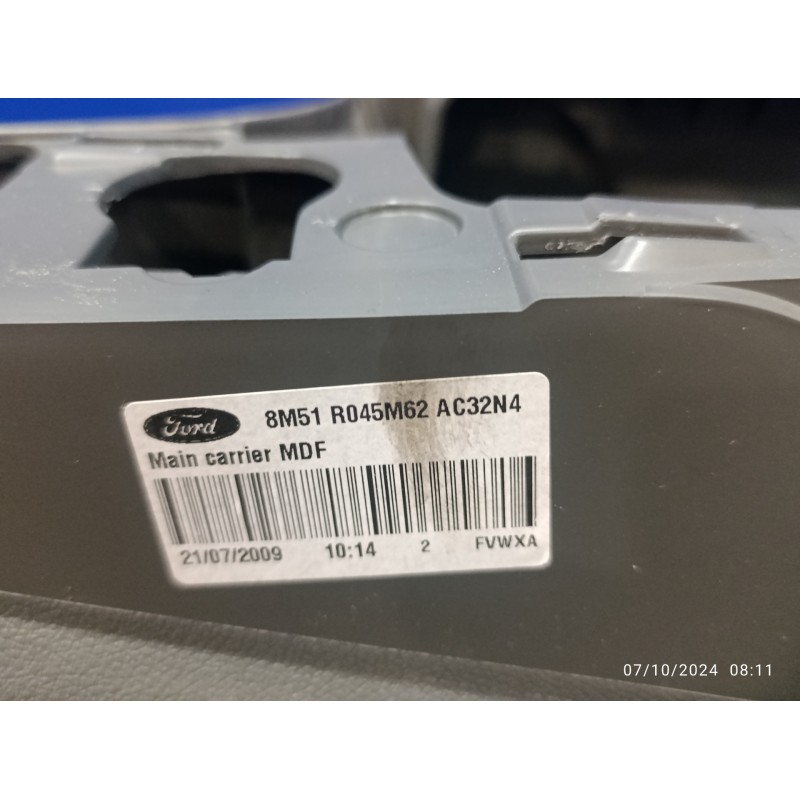 Ford 8M51 R045M62 AC32N4
Main carrier MDF
21/07/2009 10:14 2 FVWXA
07/10/2024 08:11